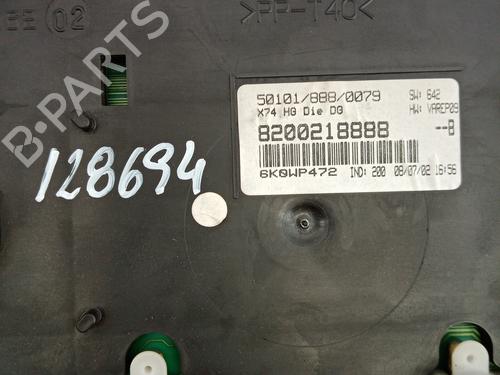 EE 02
>PP-T40<
50101/888/0079 SW: 642
X74 HG Die DG HW: VAREP09
8200218888 --B
6K0WP472 IND: 200 08/07/02 16:56
128694
B-PARTS